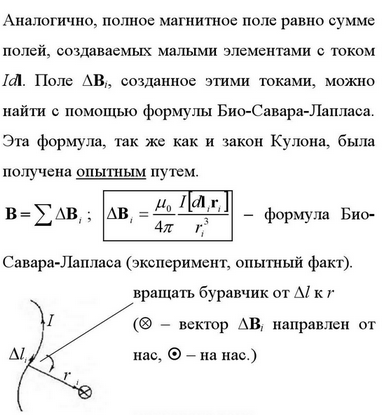 Аналогично, полное магнитное поле равно сумме
полей, создаваемых малыми элементами с током
Idl. Поле ΔBᵢ, созданное этими токами, можно
найти с помощью формулы Био-Савара-Лапласа.
Эта формула, так же как и закон Кулона, была
получена опытным путем.
B = ∑ ΔBᵢ ; ΔBᵢ = μ₀/4π I[dlᵢrᵢ]/rᵢ³ – формула Био-
Савара-Лапласа (эксперимент, опытный факт).
вращать буравчик от Δl к r
(⊗ – вектор ΔBᵢ направлен от
нас, ⊙ – на нас.)
I
Δlᵢ
rᵢ